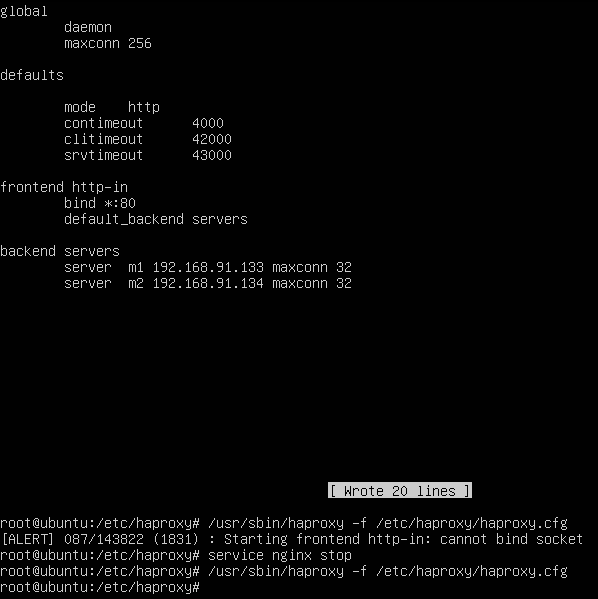 global
        daemon
        maxconn 256
defaults
        mode    http
        contimeout      4000
        clitimeout      42000
        srvtimeout      43000
frontend http-in
        bind *:80
        default_backend servers
backend servers
        server  m1 192.168.91.133 maxconn 32
        server  m2 192.168.91.134 maxconn 32
[ Wrote 20 lines ]
root@ubuntu:/etc/haproxy# /usr/sbin/haproxy -f /etc/haproxy/haproxy.cfg
[ALERT] 087/143822 (1831) : Starting frontend http-in: cannot bind socket
root@ubuntu:/etc/haproxy# service nginx stop
root@ubuntu:/etc/haproxy# /usr/sbin/haproxy -f /etc/haproxy/haproxy.cfg
root@ubuntu:/etc/haproxy#